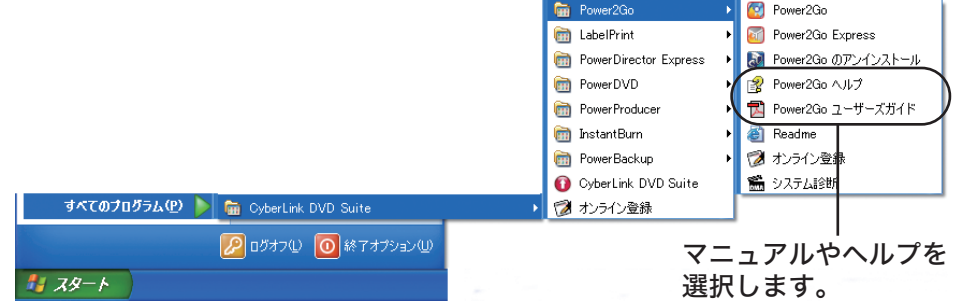 Power2Go
LabelPrint
PowerDirector Express
PowerDVD
PowerProducer
InstantBurn
PowerBackup
CyberLink DVD Suite
オンライン登録
Power2Go
Power2Go Express
Power2Go のアンインストール
Power2Go ヘルプ
Power2Go ユーザーズガイド
Readme
オンライン登録
システム診断
すべてのプログラム(P)
CyberLink DVD Suite
ログオフ(L)
終了オプション(U)
スタート
マニュアルやヘルプを
選択します。